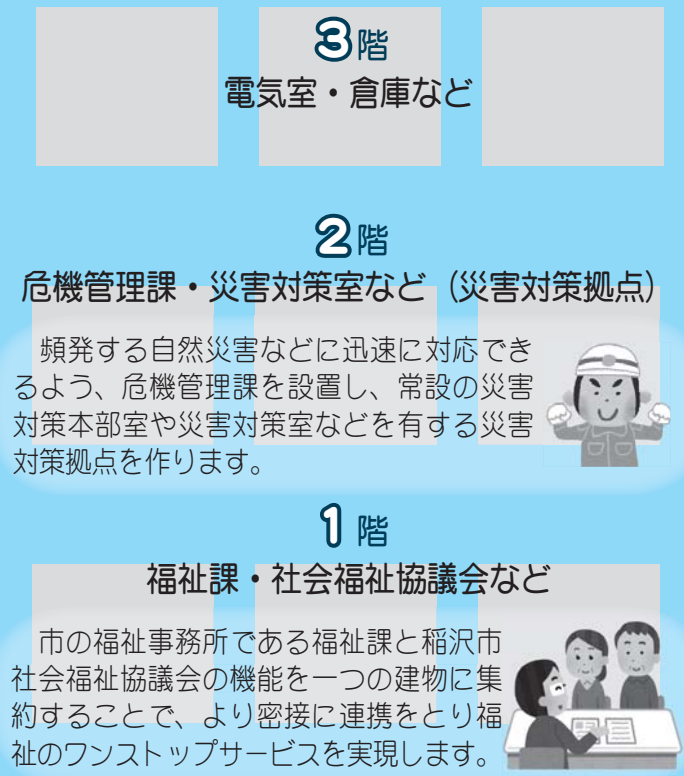 3階
電気室・倉庫など
2階
危機管理課・災害対策室など（災害対策拠点）
頻発する自然災害などに迅速に対応でき
るよう、危機管理課を設置し、常設の災害
対策本部室や災害対策室などを有する災害
対策拠点を作ります。
1階
福祉課・社会福祉協議会など
市の福祉事務所である福祉課と稲沢市
社会福祉協議会の機能を一つの建物に集
約することで、より密接に連携をとり福
祉のワンストップサービスを実現します。